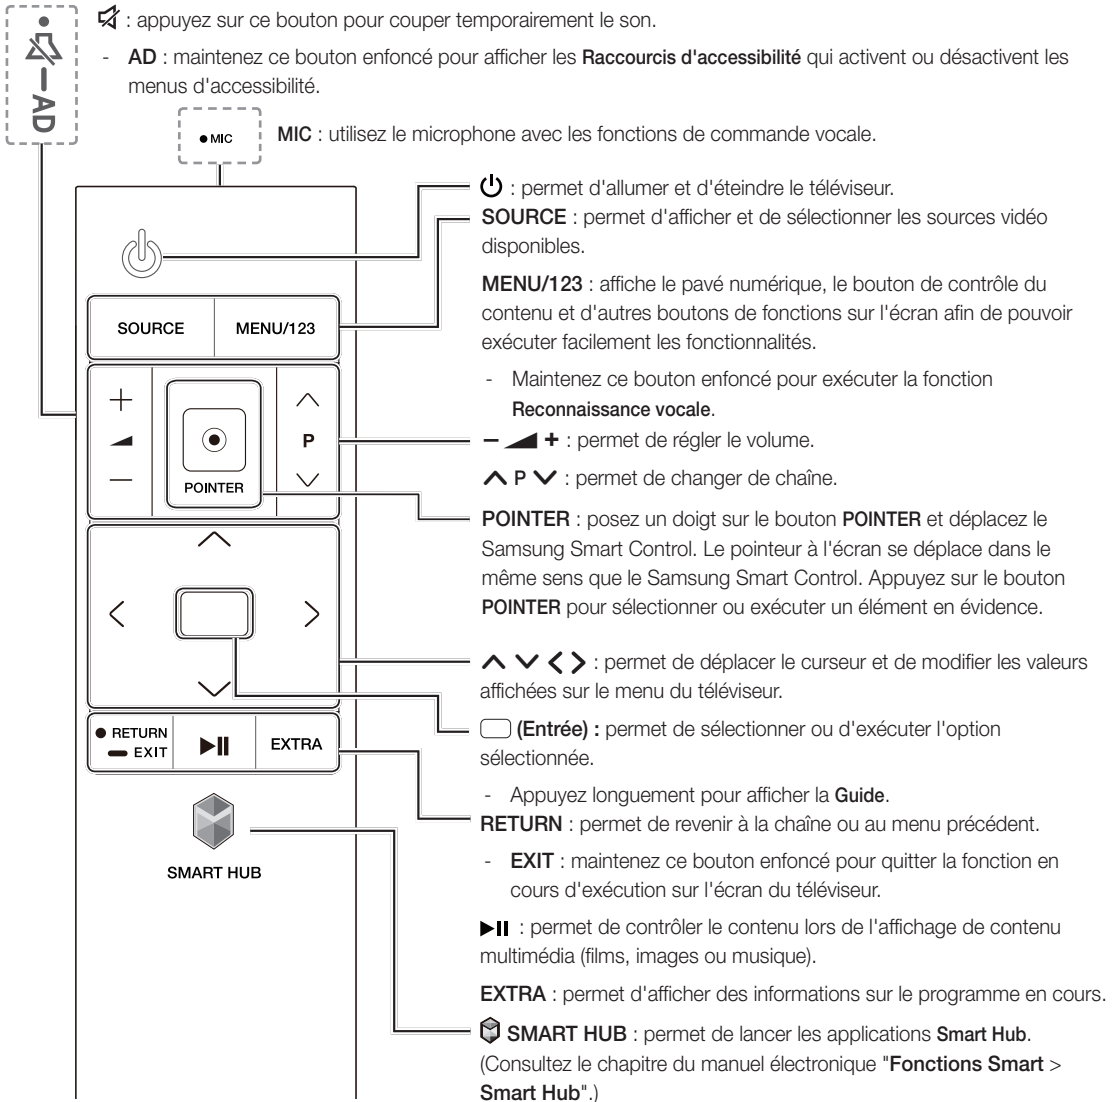 : appuyez sur ce bouton pour couper temporairement le son.
- AD : maintenez ce bouton enfoncé pour afficher les Raccourcis d'accessibilité qui activent ou désactivent les
menus d'accessibilité.
AD
MIC
MIC : utilisez le microphone avec les fonctions de commande vocale.
: permet d'allumer et d'éteindre le téléviseur.
SOURCE : permet d'afficher et de sélectionner les sources vidéo
disponibles.
MENU/123 : affiche le pavé numérique, le bouton de contrôle du
contenu et d'autres boutons de fonctions sur l'écran afin de pouvoir
exécuter facilement les fonctionnalités.
- Maintenez ce bouton enfoncé pour exécuter la fonction
Reconnaissance vocale.
− + : permet de régler le volume.
P : permet de changer de chaîne.
POINTER : posez un doigt sur le bouton POINTER et déplacez le
Samsung Smart Control. Le pointeur à l'écran se déplace dans le
même sens que le Samsung Smart Control. Appuyez sur le bouton
POINTER pour sélectionner ou exécuter un élément en évidence.
: permet de déplacer le curseur et de modifier les valeurs
affichées sur le menu du téléviseur.
(Entrée) : permet de sélectionner ou d'exécuter l'option
sélectionnée.
- Appuyez longuement pour afficher la Guide.
RETURN : permet de revenir à la chaîne ou au menu précédent.
- EXIT : maintenez ce bouton enfoncé pour quitter la fonction en
cours d'exécution sur l'écran du téléviseur.
: permet de contrôler le contenu lors de l'affichage de contenu
multimédia (films, images ou musique).
EXTRA : permet d'afficher des informations sur le programme en cours.
SMART HUB : permet de lancer les applications Smart Hub.
(Consultez le chapitre du manuel électronique "Fonctions Smart >
Smart Hub".)
SOURCE
MENU/123
+
P
−
POINTER
RETURN
EXIT
EXTRA
SMART HUB